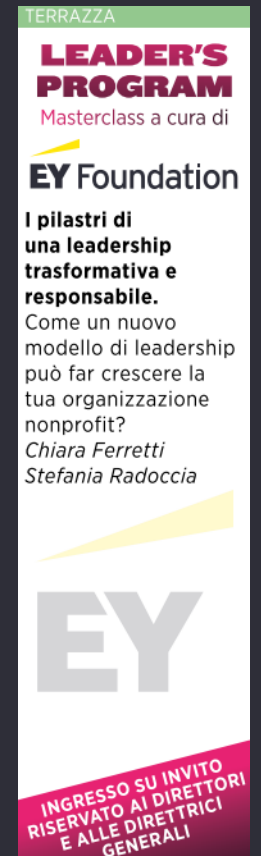 TERRAZZA
LEADER'S
PROGRAM
Masterclass a cura di
EY Foundation
I pilastri di
una leadership
trasformativa e
responsabile.
Come un nuovo
modello di leadership
può far crescere la
tua organizzazione
nonprofit?
Chiara Ferretti
Stefania Radoccia
EY
INGRESSO SU INVITO
RISERVATO AI DIRETTORI
E ALLE DIRETTRICI
GENERALI